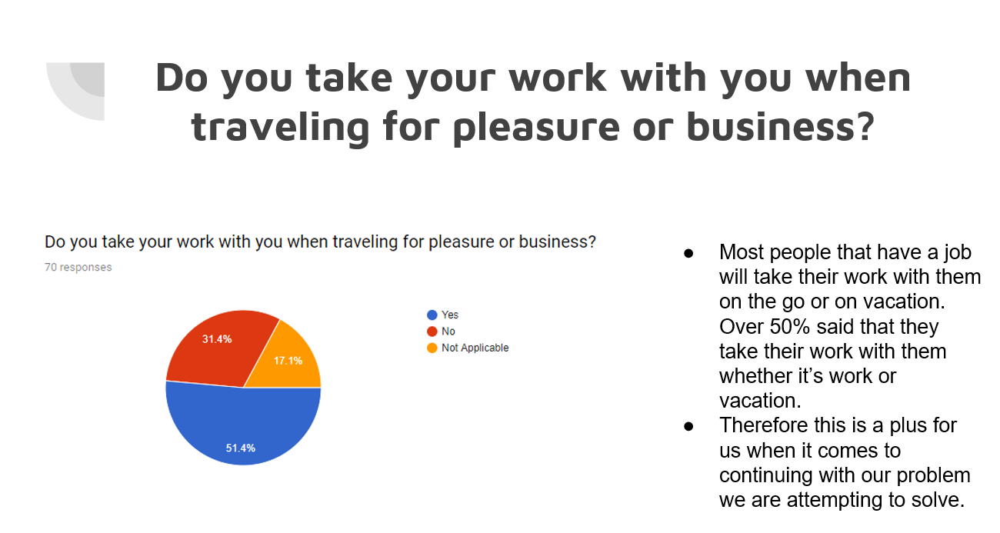 Do you take your work with you when
traveling for pleasure or business?
Do you take your work with you when traveling for pleasure or business?
70 responses
Yes
No
Not Applicable
31.4%
17.1%
51.4%
● Most people that have a job
will take their work with them
on the go or on vacation.
Over 50% said that they
take their work with them
whether it’s work or
vacation.
● Therefore this is a plus for
us when it comes to
continuing with our problem
we are attempting to solve.